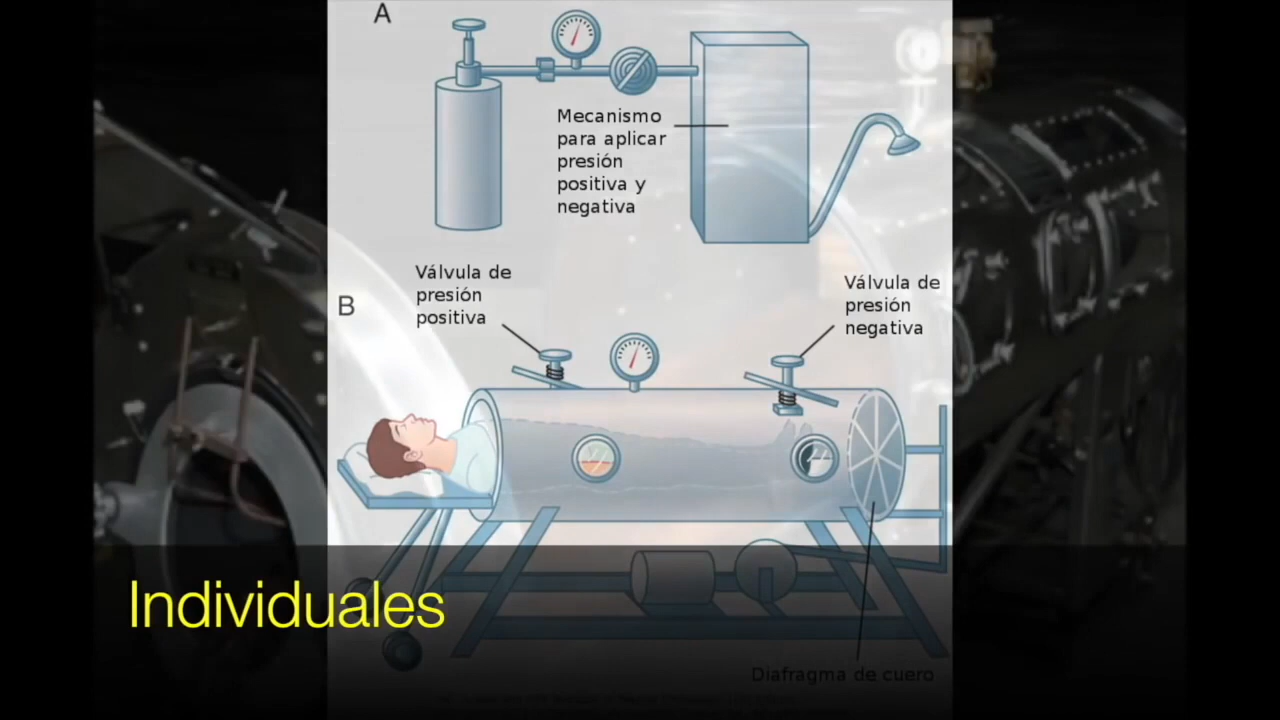 A
Mecanismo
para aplicar
presión
positiva y
negativa
Válvula de
presión
positiva
Válvula de
presión
negativa
B
Individuales
Diafragma de cuero